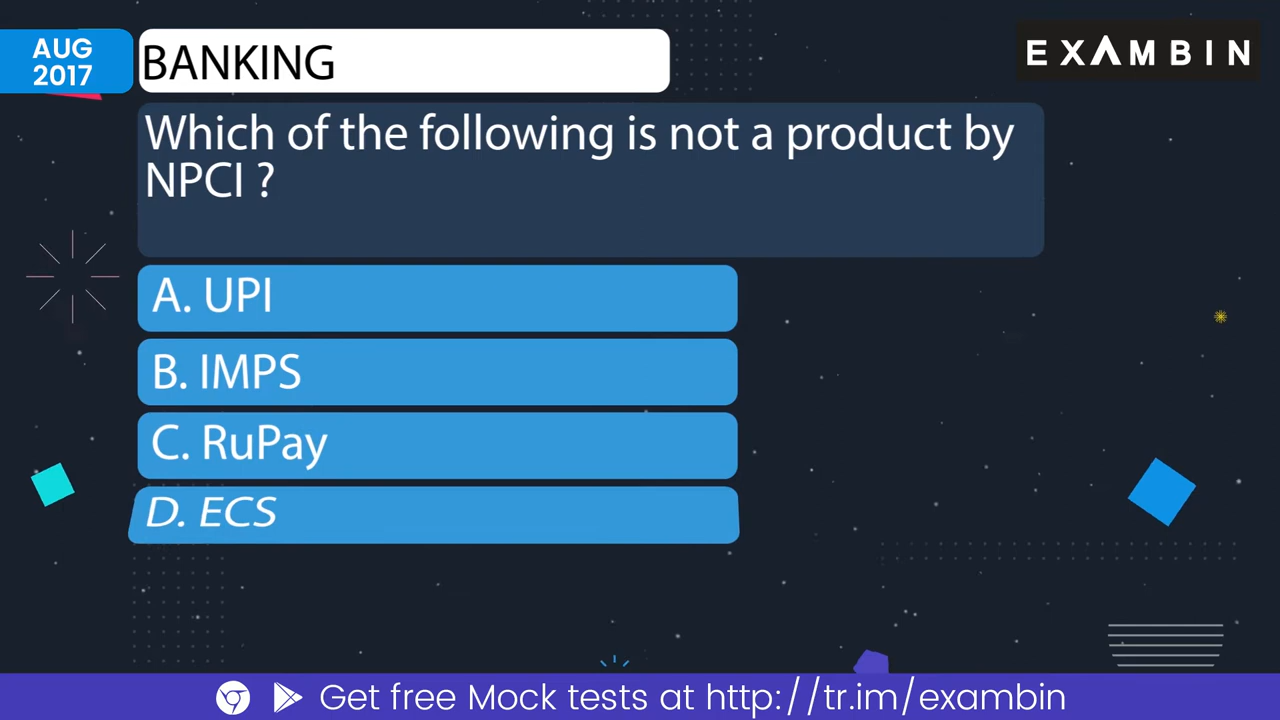 AUG
2017
BANKING
EXAMBIN
Which of the following is not a product by
NPCI ?
A. UPI
B. IMPS
C. RuPay
D. ECS
Get free Mock tests at http://tr.im/exambin